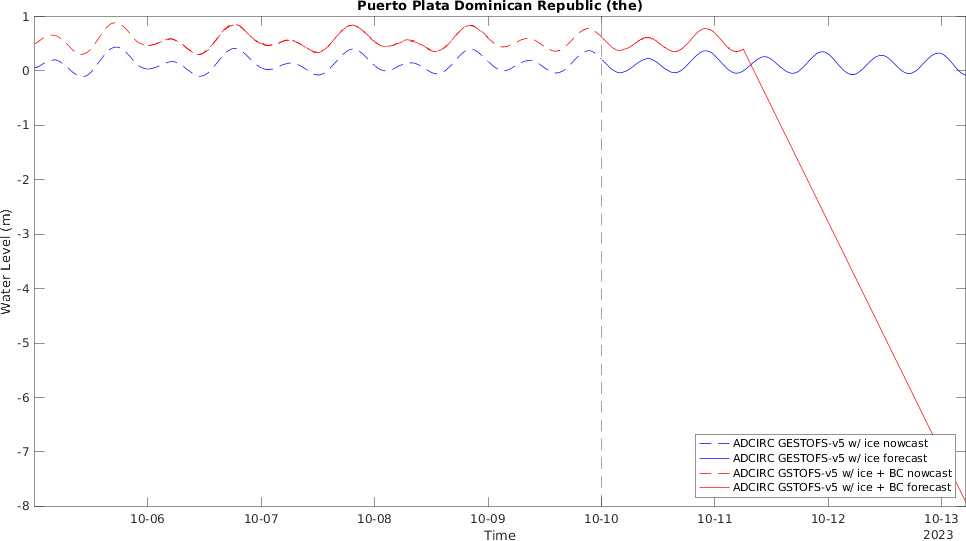 Puerto Plata Dominican Republic (the)
1
0
-1
-2
-3
-4
-5
-6
-7
-8
Water Level (m)
10-06
10-07
10-08
10-09
10-10
10-11
10-12
10-13
2023
Time
ADCIRC GESTOFS-v5 w/ ice nowcast
ADCIRC GESTOFS-v5 w/ ice forecast
ADCIRC GSTOFS-v5 w/ ice + BC nowcast
ADCIRC GSTOFS-v5 w/ ice + BC forecast